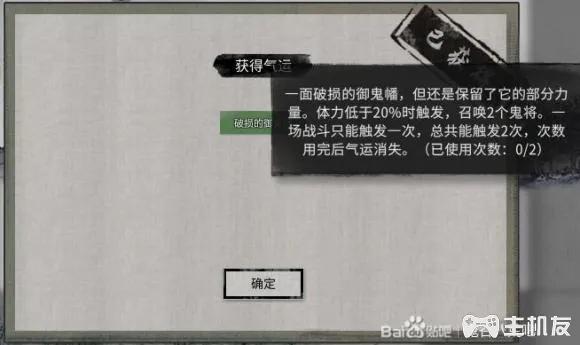 获得气运
破损的御
一面破损的御鬼幡，但还是保留了它的部分力
量。体力低于20%时触发，召唤2个鬼将。一
场战斗只能触发一次，总共能触发2次，次数
用完后气运消失。（已使用次数：0/2）
确定
Bai 贴吧
主机友